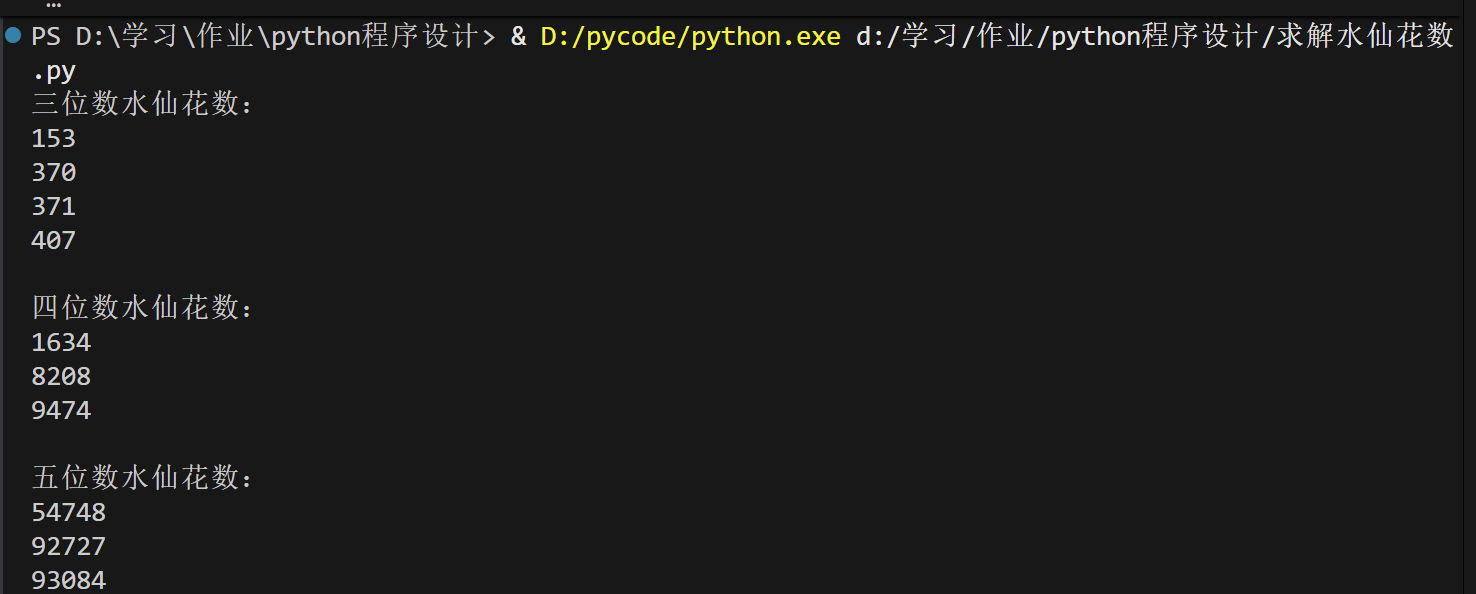 ...
PS D:\学习\作业\python程序设计> & D:/pycode/python.exe d:/学习/作业/python程序设计/求解水仙花数
.py
三位数水仙花数：
153
370
371
407
四位数水仙花数：
1634
8208
9474
五位数水仙花数：
54748
92727
93084